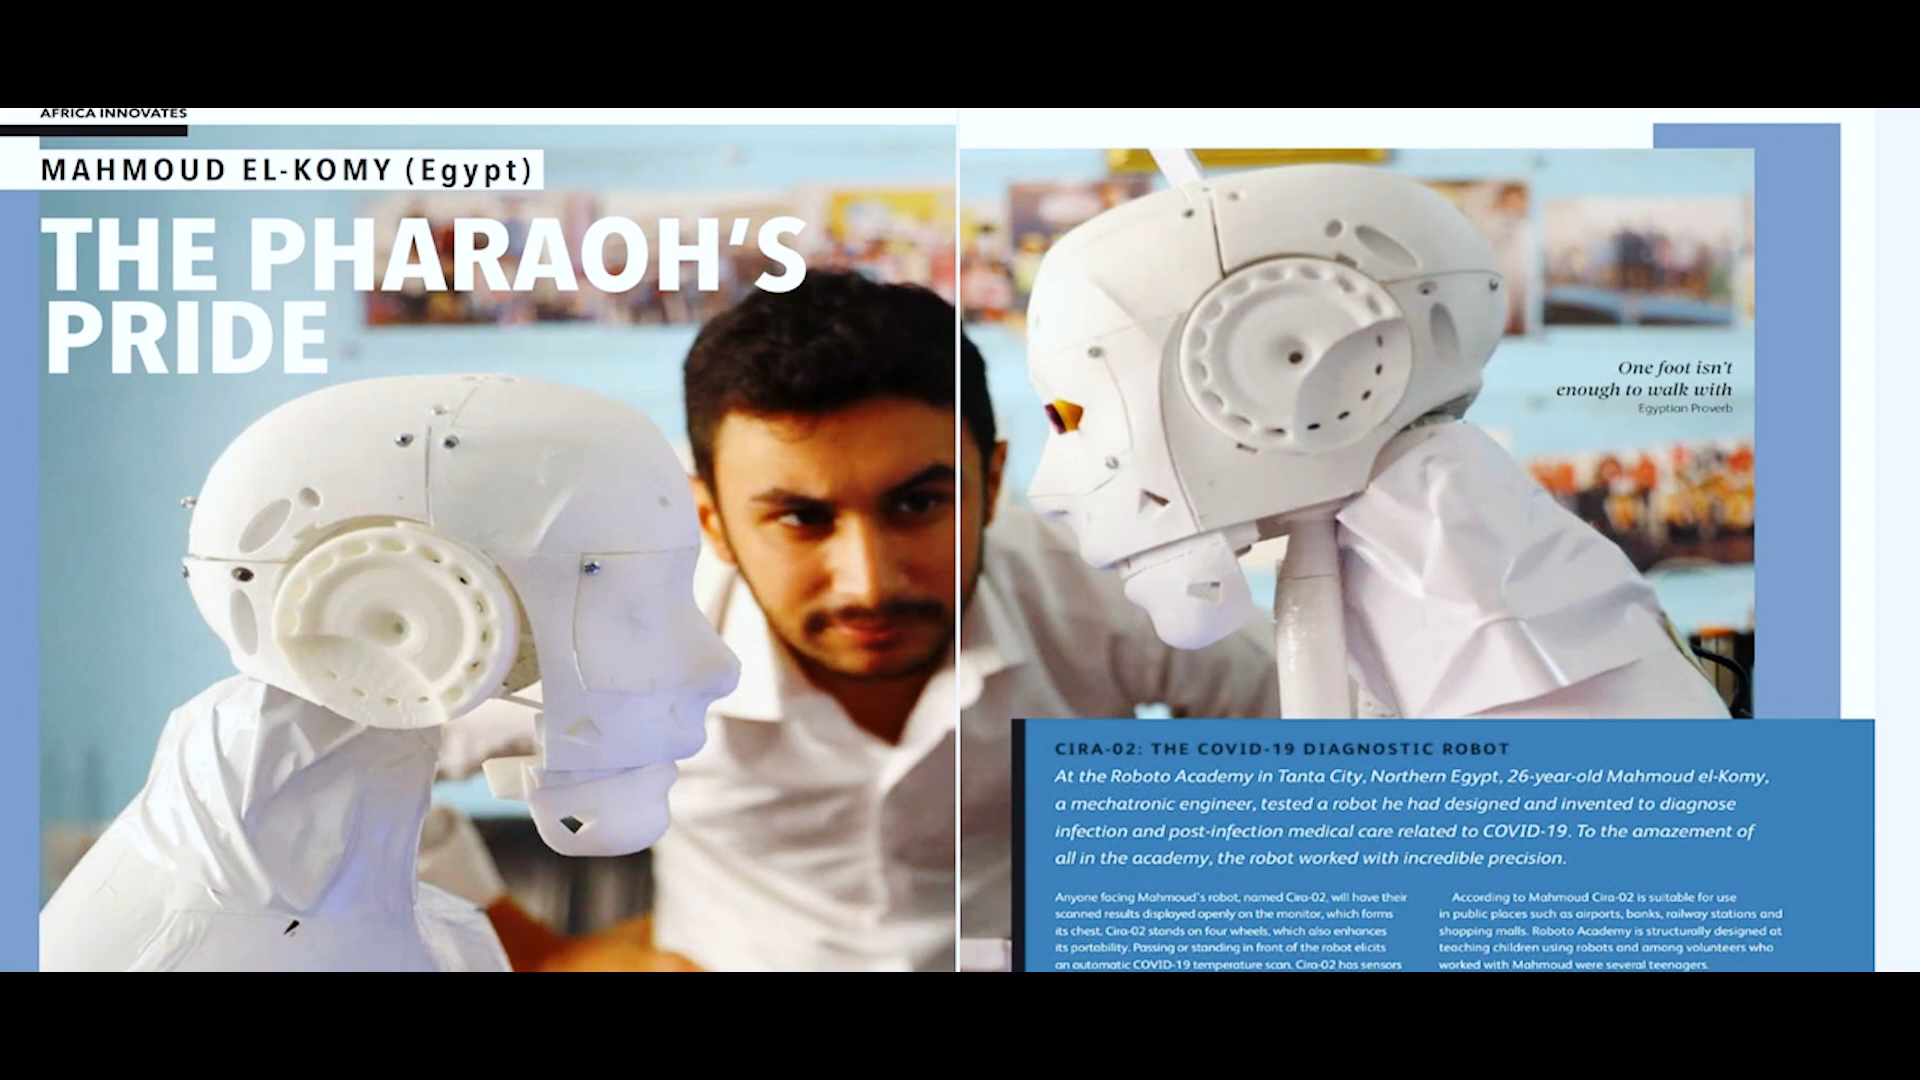 AFRICA INNOVATES
MAHMOUD EL-KOMY (Egypt)
THE PHARAOH'S
PRIDE
One foot isn't
enough to walk with
Egyptian Proverb
CIRA-02: THE COVID-19 DIAGNOSTIC ROBOT
At the Roboto Academy in Tanta City, Northern Egypt, 26-year-old Mahmoud el-Komy,
a mechatronic engineer, tested a robot he had designed and invented to diagnose
infection and post-infection medical care related to COVID-19. To the amazement of
all in the academy, the robot worked with incredible precision.
Anyone facing Mahmoud's robot, named Cira-02, will have their
scanned results displayed openly on the monitor, which forms
its chest. Cira-02 stands on four wheels, which also enhances
its portability. Passing or standing in front of the robot elicits
an automatic COVID-19 temperature scan. Cira-02 has sensors
According to Mahmoud Cira-02 is suitable for use
in public places such as airports, banks, railway stations and
shopping malls. Roboto Academy is structurally designed at
teaching children using robots and among volunteers who
worked with Mahmoud were several teenagers.